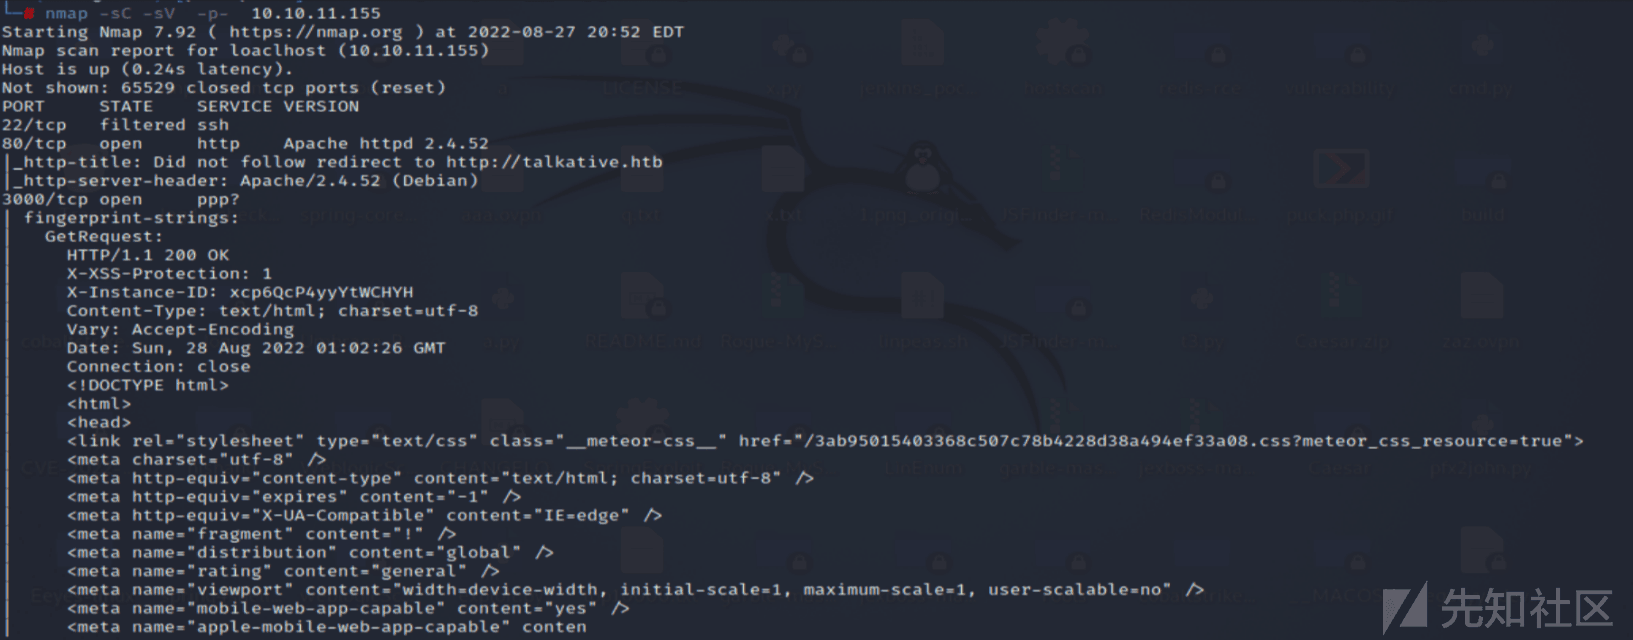 nmap -sC -sV -p- 10.10.11.155
Starting Nmap 7.92 ( https://nmap.org ) at 2022-08-27 20:52 EDT
Nmap scan report for loaclhost (10.10.11.155)
Host is up (0.24s latency).
Not shown: 65529 closed tcp ports (reset)
PORT STATE SERVICE VERSION
22/tcp filtered ssh
80/tcp open http Apache httpd 2.4.52
|_http-title: Did not follow redirect to http://talkative.htb
|_http-server-header: Apache/2.4.52 (Debian)
3000/tcp open ppp?
| fingerprint-strings:
| GetRequest:
| HTTP/1.1 200 OK
| X-XSS-Protection: 1
| X-Instance-ID: xcp6QcP4yyYtWCHYH
| Content-Type: text/html; charset=utf-8
| Vary: Accept-Encoding
| Date: Sun, 28 Aug 2022 01:02:26 GMT
| Connection: close
| <!DOCTYPE html>
| <html>
| <head>
| <link rel="stylesheet" type="text/css" class="__meteor-css__" href="/3ab95015403368c507c78b4228d38a494ef33a08.css?meteor_css_resource=true">
| <meta charset="utf-8" />
| <meta http-equiv="content-type" content="text/html; charset=utf-8" />
| <meta http-equiv="expires" content="-1" />
| <meta http-equiv="X-UA-Compatible" content="IE=edge" />
| <meta name="fragment" content="!" />
| <meta name="distribution" content="global" />
| <meta name="rating" content="general" />
| <meta name="viewport" content="width=device-width, initial-scale=1, maximum-scale=1, user-scalable=no" />
| <meta name="mobile-web-app-capable" content="yes" />
| <meta name="apple-mobile-web-app-capable" conten
先知社区